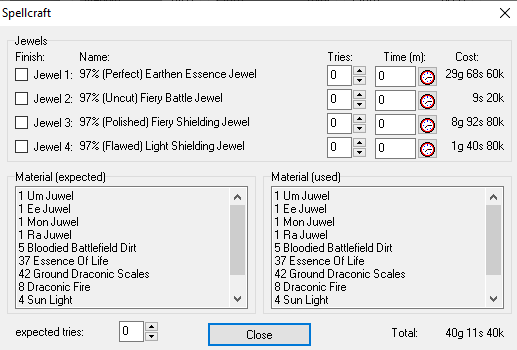 Spellcraft
Jewels
Finish: Name: Tries: Time (m): Cost:
Jewel 1: 97% (Perfect) Earthen Essence Jewel 0 0 29g 68s 60k
Jewel 2: 97% (Uncut) Fiery Battle Jewel 0 0 9s 20k
Jewel 3: 97% (Polished) Fiery Shielding Jewel 0 0 8g 92s 80k
Jewel 4: 97% (Flawed) Light Shielding Jewel 0 0 1g 40s 80k
Material (expected) Material (used)
1 Um Juwel 1 Um Juwel
1 Ee Juwel 1 Ee Juwel
1 Mon Juwel 1 Mon Juwel
1 Ra Juwel 1 Ra Juwel
5 Bloodied Battlefield Dirt 5 Bloodied Battlefield Dirt
37 Essence Of Life 37 Essence Of Life
42 Ground Draconic Scales 42 Ground Draconic Scales
8 Draconic Fire 8 Draconic Fire
4 Sun Light 4 Sun Light
expected tries: 0 Close Total: 40g 11s 40k